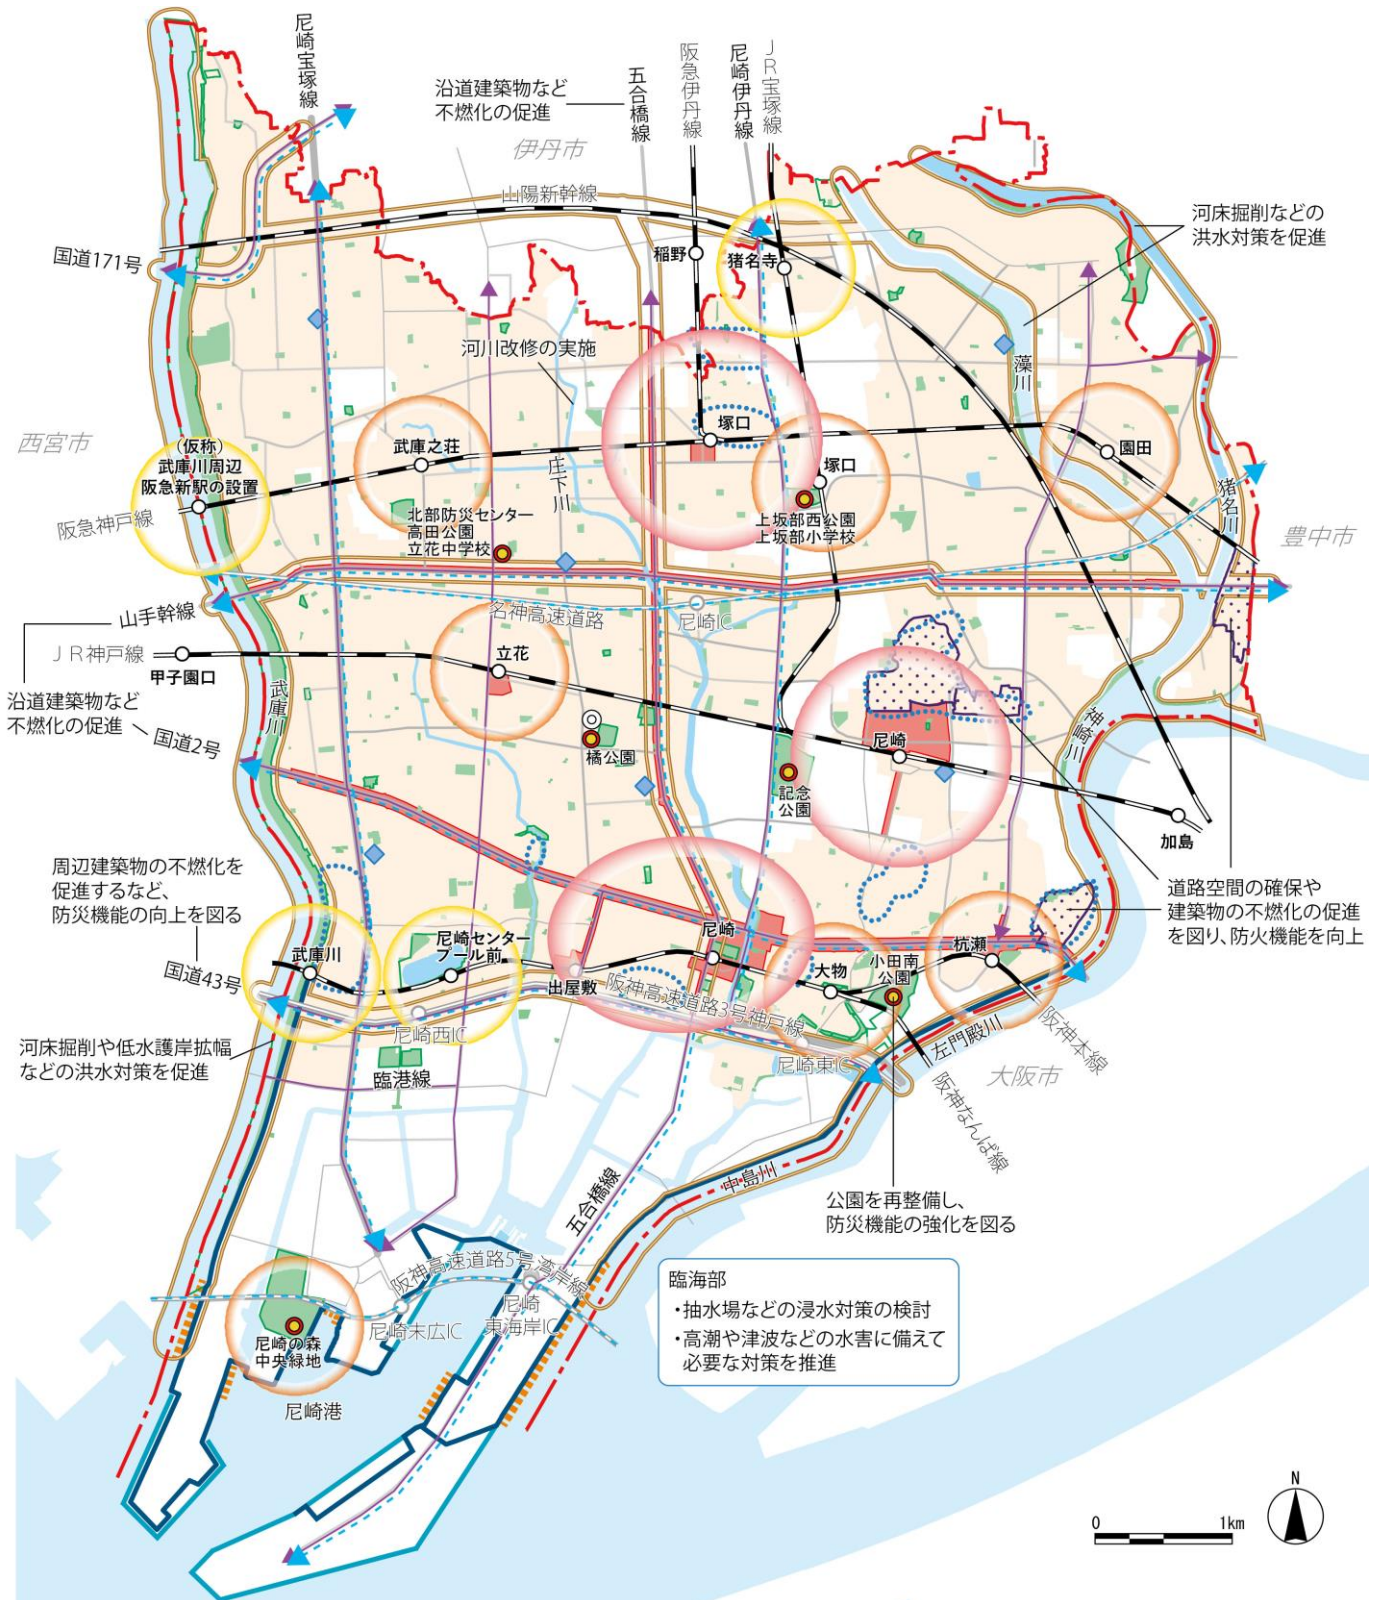 尼崎宝塚線
沿道建築物など
不燃化の促進
五合橋線
阪急伊丹線
尼崎伊丹線
JR宝塚線
伊丹市
山陽新幹線
国道171号
稲野
猪名寺
河床掘削などの
洪水対策を促進
河川改修の実施
藻川
西宮市
(仮称)
武庫川周辺
阪急新駅の設置
武庫之荘
塚口
塚口
園田
阪急神戸線
庄下川
北部防災センター
高田公園
立花中学校
上坂部西公園
上坂部小学校
猪名川
豊中市
山手幹線
名神高速道路
尼崎IC
JR神戸線
甲子園口
立花
武庫川
沿道建築物など
不燃化の促進
国道2号
橘公園
記念
公園
尼崎
神崎川
加島
周辺建築物の不燃化を
促進するなど、
防災機能の向上を図る
道路空間の確保や
建築物の不燃化の促進
を図り、防火機能を向上
国道43号
武庫川
尼崎センター
プール前
出屋敷
尼崎
大物
小田南
公園
杭瀬
阪神高速道路3号神戸線
尼崎西IC
尼崎東IC
左門殿川
阪神本線
阪神なんば線
大阪市
河床掘削や低水護岸拡幅
などの洪水対策を促進
臨港線
中島川
五合橋線
公園を再整備し、
防災機能の強化を図る
阪神高速道路5号湾岸線
尼崎末広IC
尼崎
東海岸IC
尼崎の森
中央緑地
尼崎港
臨海部
・抽水場などの浸水対策の検討
・高潮や津波などの水害に備えて
必要な対策を推進
N
0 1km